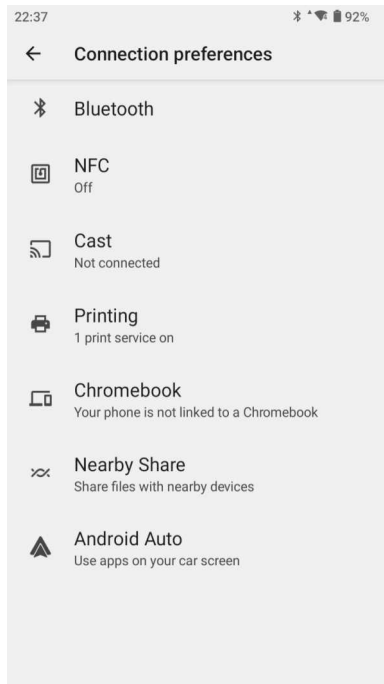 22:37
92%
Connection preferences
Bluetooth
NFC
Off
Cast
Not connected
Printing
1 print service on
Chromebook
Your phone is not linked to a Chromebook
Nearby Share
Share files with nearby devices
Android Auto
Use apps on your car screen